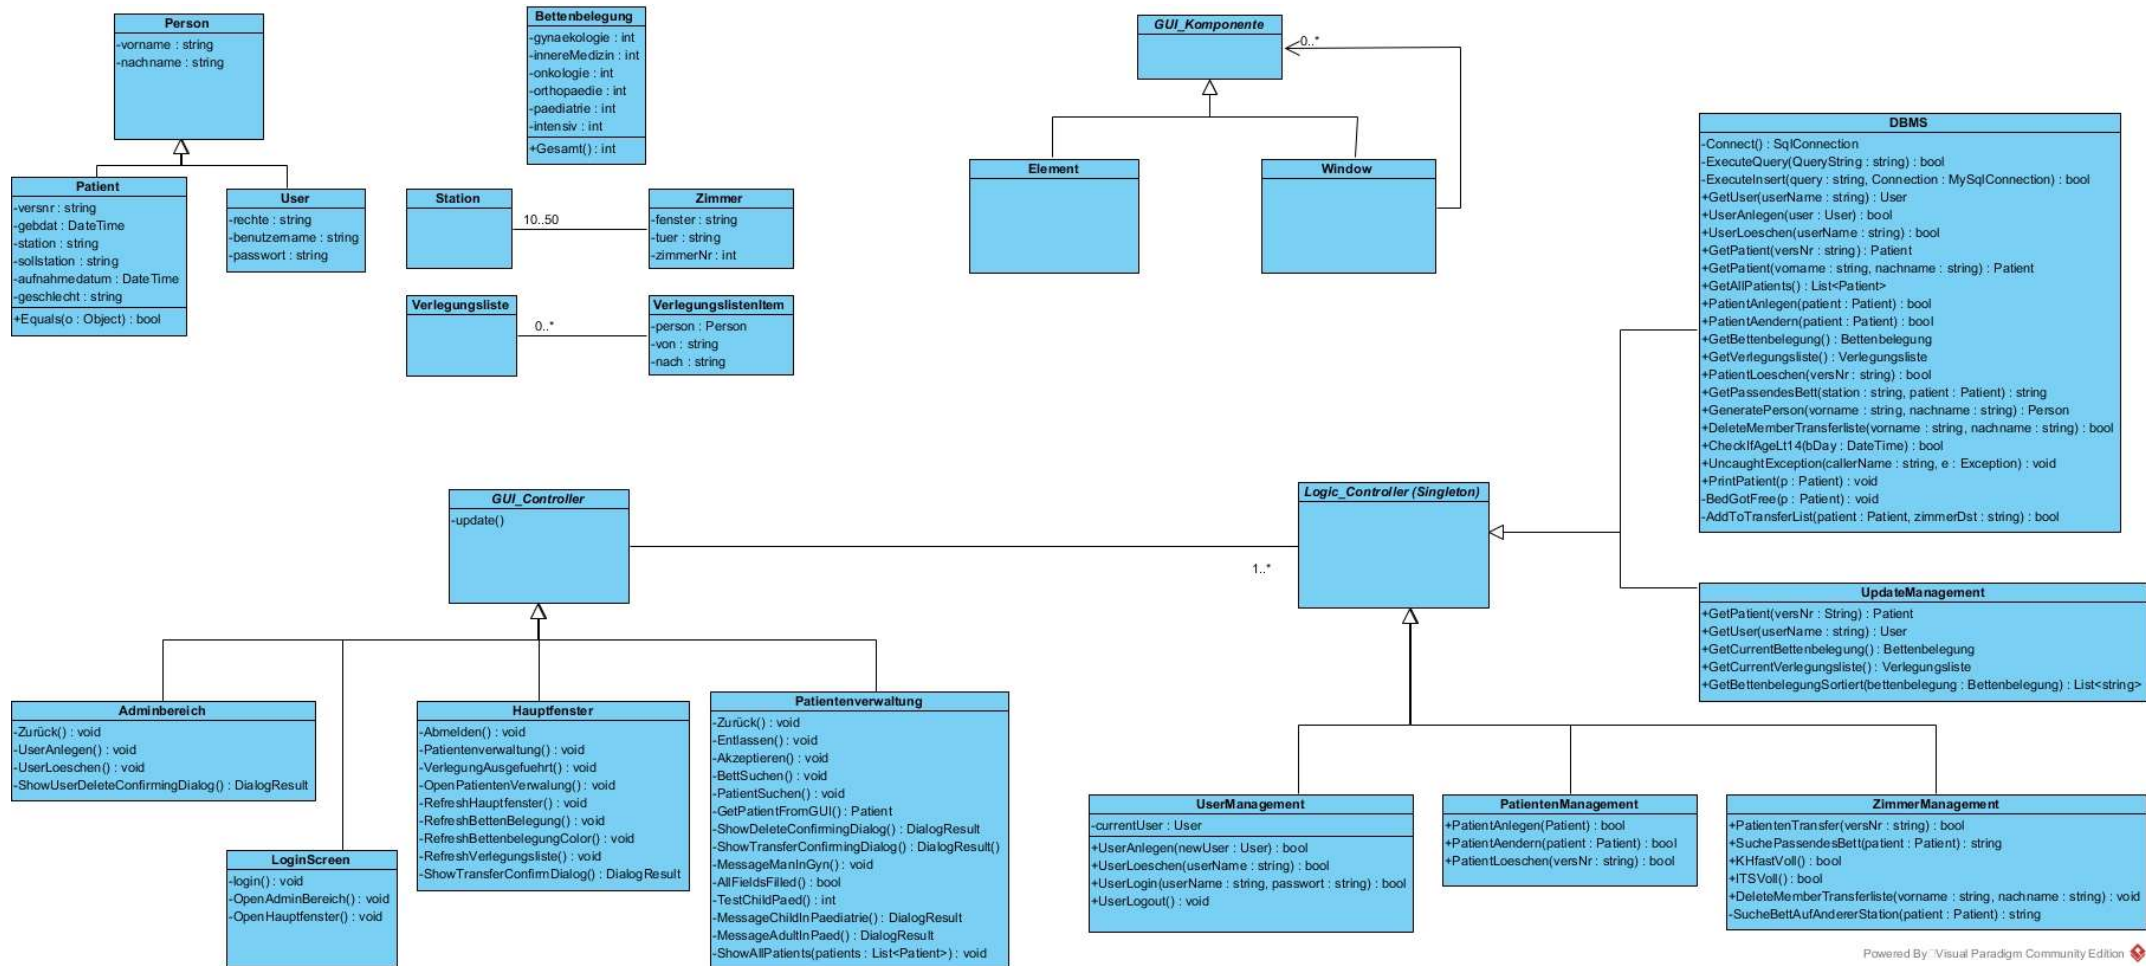 Person
-vorname : string
-nachname : string
Bettenbelegung
-gynaekologie : int
-innereMedizin : int
-onkologie : int
-orthopaedie : int
-paediatrie : int
-intensiv : int
+Gesamt() : int
GUI_Komponente
0..*
Patient
-versnr : string
-gebdat : DateTime
-station : string
-sollstation : string
-aufnahmedatum : DateTime
-geschlecht : string
+Equals(o : Object) : bool
User
-rechte : string
-benutzername : string
-passwort : string
Station
10..50
Zimmer
-fenster : string
-tuer : string
-zimmerNr : int
Verlegungsliste
0..*
VerlegungslistenItem
-person : Person
-von : string
-nach : string
Element
Window
DBMS
-Connect() : SqlConnection
-ExecuteQuery(QueryString : string) : bool
-ExecuteInsert(query : string, Connection : MySqlConnection) : bool
+GetUser(userName : string) : User
+UserAnlegen(user : User) : bool
+UserLoeschen(userName : string) : bool
+GetPatient(versNr : string) : Patient
+GetPatient(vorname : string, nachname : string) : Patient
+GetAllPatients() : List<Patient>
+PatientAnlegen(patient : Patient) : bool
+PatientAendern(patient : Patient) : bool
+GetBettenbelegung() : Bettenbelegung
+GetVerlegungsliste() : Verlegungsliste
+PatientLoeschen(versNr : string) : bool
+GetPassendesBett(station : string, patient : Patient) : string
+GeneratePerson(vorname : string, nachname : string) : Person
+DeleteMemberTransferliste(vorname : string, nachname : string) : bool
+CheckIfAgeLt14(bDay : DateTime) : bool
+UncaughtException(callerName : string, e : Exception) : void
+PrintPatient(p : Patient) : void
-BedGotFree(p : Patient) : void
-AddToTransferList(patient : Patient, zimmerDst : string) : bool
GUI_Controller
-update()
1..*
Logic_Controller (Singleton)
UpdateManagement
+GetPatient(versNr : String) : Patient
+GetUser(userName : string) : User
+GetCurrentBettenbelegung() : Bettenbelegung
+GetCurrentVerlegungsliste() : Verlegungsliste
+GetBettenbelegungSortiert(bettenbelegung : Bettenbelegung) : List<string>
Adminbereich
-Zurück() : void
-UserAnlegen() : void
-UserLoeschen() : void
-ShowUserDeleteConfirmingDialog() : DialogResult
LoginScreen
-login() : void
-OpenAdminBereich() : void
-OpenHauptfenster() : void
Hauptfenster
-Abmelden() : void
-Patientenverwaltung() : void
-VerlegungAusgefuehrt() : void
-OpenPatientenVerwalung() : void
-RefreshHauptfenster() : void
-RefreshBettenBelegung() : void
-RefreshBettenbelegungColor() : void
-RefreshVerlegungsliste() : void
-ShowTransferConfirmDialog() : DialogResult
Patientenverwaltung
-Zurück() : void
-Entlassen() : void
-Akzeptieren() : void
-BettSuchen() : void
-PatientSuchen() : void
-GetPatientFromGUI() : Patient
-ShowDeleteConfirmingDialog() : DialogResult
-ShowTransferConfirmingDialog() : DialogResult()
-MessageManInGyn() : void
-AllFieldsFilled() : bool
-TestChildPaed() : int
-MessageChildInPaediatrie() : DialogResult
-MessageAdultInPaed() : DialogResult
-ShowAllPatients(patients : List<Patient>) : void
UserManagement
-currentUser : User
+UserAnlegen(newUser : User) : bool
+UserLoeschen(userName : string) : bool
+UserLogin(userName : string, passwort : string) : bool
+UserLogout() : void
PatientenManagement
+PatientAnlegen(Patient) : bool
+PatientAendern(patient : Patient) : bool
+PatientLoeschen(versNr : string) : bool
ZimmerManagement
+PatientenTransfer(versNr : string) : bool
+SuchePassendesBett(patient : Patient) : string
+KHfastVoll() : bool
+ITSVoll() : bool
+DeleteMemberTransferliste(vorname : string, nachname : string) : void
-SucheBettAufAndererStation(patient : Patient) : string
Powered By Visual Paradigm Community Edition